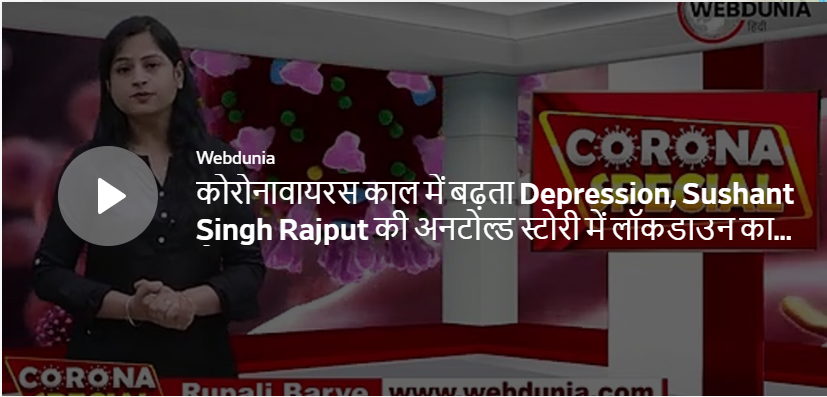 WEBDUNIA
हिंदी
CORONA
SPECIAL
Webdunia
कोरोनावायरस काल में बढ़ता Depression, Sushant
Singh Rajput की अनटोल्ड स्टोरी में लॉकडाउन का...
CORONA
SPECIAL
Rupali Barve
www.webdunia.com